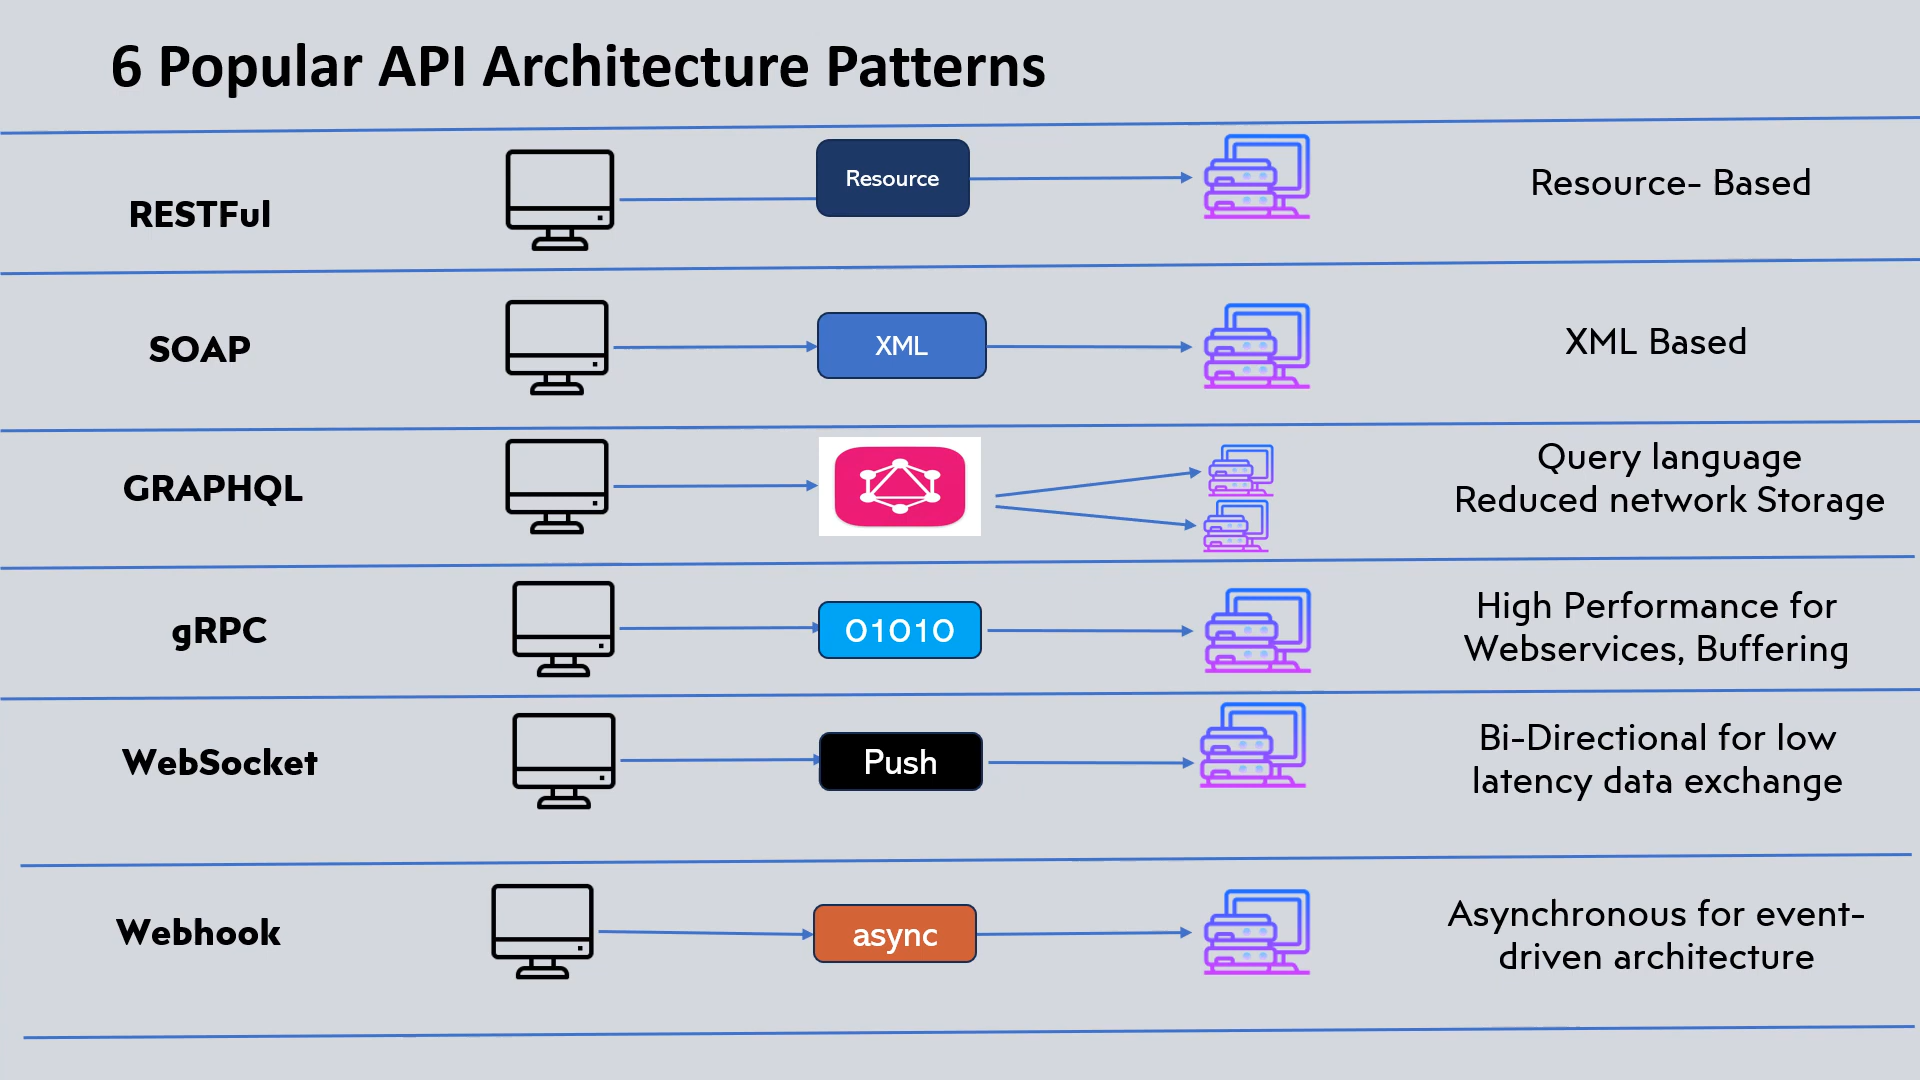 6 Popular API Architecture Patterns
RESTFul
Resource
Resource- Based
SOAP
XML
XML Based
GRAPHQL
Query language
Reduced network Storage
gRPC
01010
High Performance for
Webservices, Buffering
WebSocket
Push
Bi-Directional for low
latency data exchange
Webhook
async
Asynchronous for event-
driven architecture